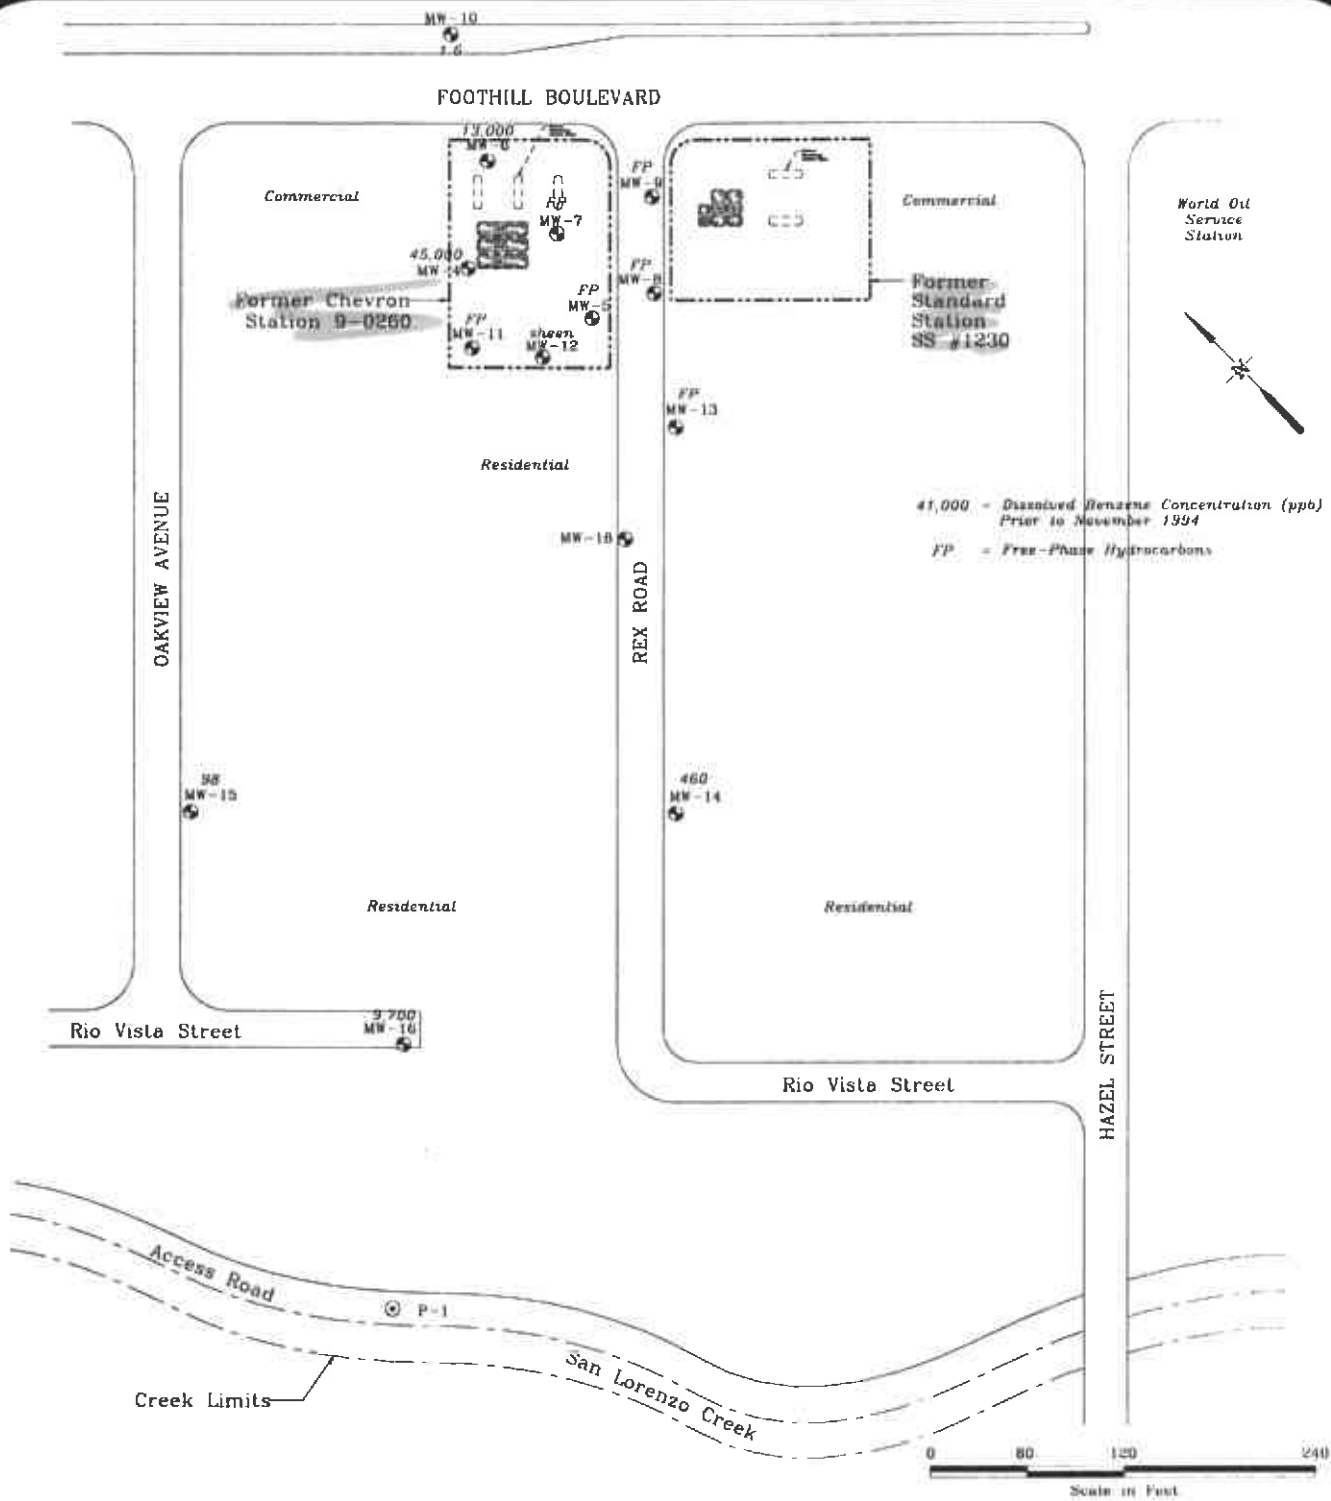 MW-10
1.6
FOOTHILL BOULEVARD
13,000
MW-6
FP
MW-9
Commercial
Commercial
World Oil
Service
Station
MW-7
45,000
MW-4
FP
MW-8
Former Chevron
Station 9-0260
FP
MW-5
Former
Standard
Station
SS #1230
FP
MW-11
sheen
MW-12
N
FP
MW-13
Residential
41,000 - Dissolved Benzene Concentration (ppb)
Prior to November 1994
FP = Free-Phase Hydrocarbons
OAKVIEW AVENUE
MW-18
REX ROAD
98
MW-15
460
MW-14
Residential
Residential
9,700
MW-16
Rio Vista Street
Rio Vista Street
HAZEL STREET
Access Road
P-1
San Lorenzo Creek
Creek Limits
0 80 120 240
Scale in Feet